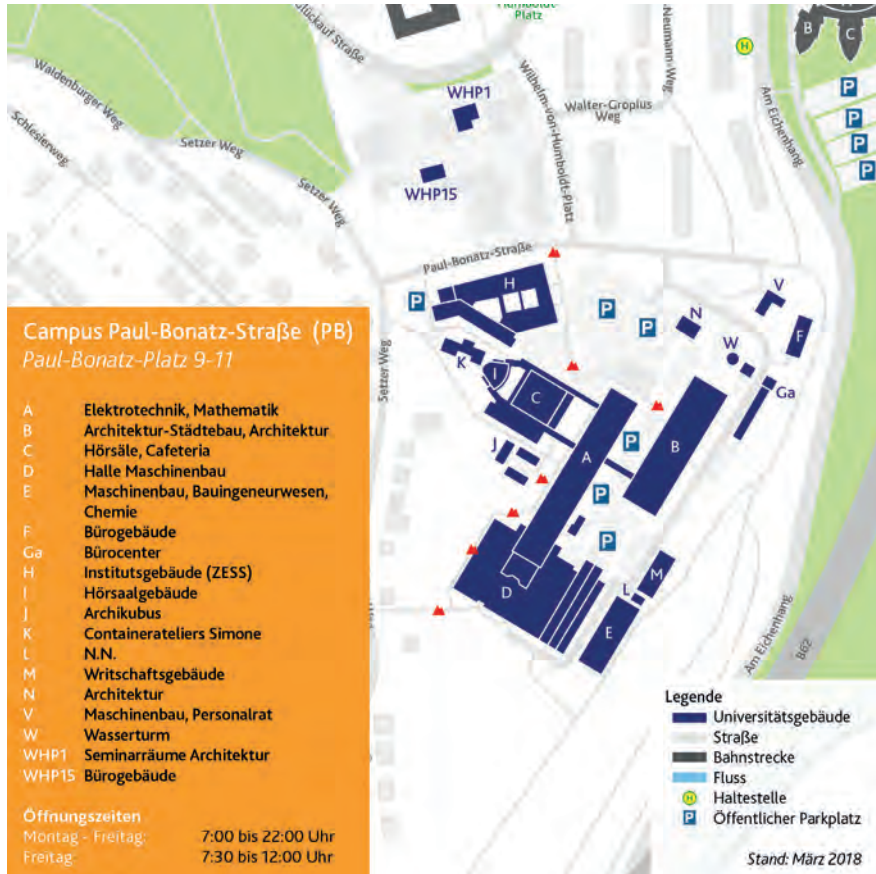 Glückauf Straße
Humboldt-
Platz
Neumann-Weg
B
C
H
P
P
P
P
Waldenburger Weg
Schlesierweg
Setzer Weg
Setzer Weg
WHP1
WHP15
Wilhelm-von-Humboldt-Platz
Walter-Gropius
Weg
Am Eichenhang
Paul-Bonatz-Straße
H
P
P
P
N
V
F
W
Ga
K
I
C
J
A
P
B
P
P
D
L
M
E
Setzer Weg
Am Eichenhang
B62
Campus Paul-Bonatz-Straße (PB)
Paul-Bonatz-Platz 9-11
A Elektrotechnik, Mathematik
B Architektur-Städtebau, Architektur
C Hörsäle, Cafeteria
D Halle Maschinenbau
E Maschinenbau, Bauingeneurwesen,
Chemie
F Bürogebäude
Ga Bürocenter
H Institutsgebäude (ZESS)
I Hörsaalgebäude
J Archikubus
K Containerateliers Simone
L N.N.
M Writschaftsgebäude
N Architektur
V Maschinenbau, Personalrat
W Wasserturm
WHP1 Seminarräume Architektur
WHP15 Bürogebäude
Öffnungszeiten
Montag - Freitag: 7:00 bis 22:00 Uhr
Freitag 7:30 bis 12:00 Uhr
Legende
Universitätsgebäude
Straße
Bahnstrecke
Fluss
H Haltestelle
P Öffentlicher Parkplatz
Stand: März 2018